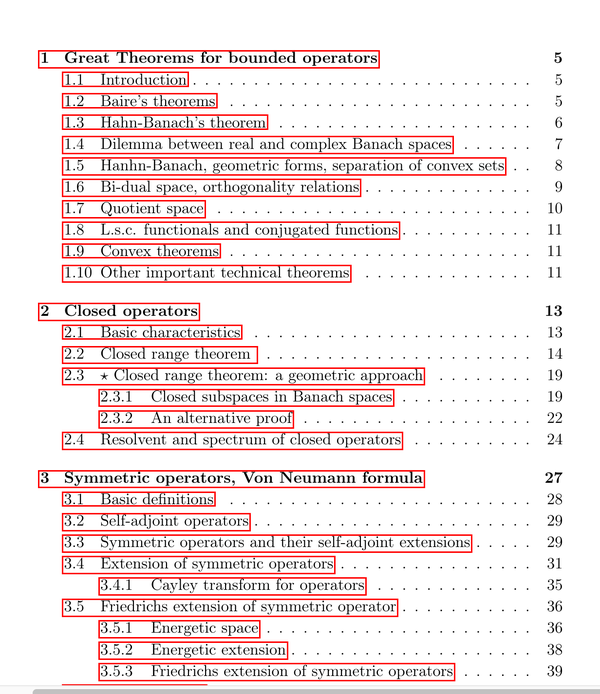 1 Great Theorems for bounded operators 5
1.1 Introduction . . . . . . . . . . . . . . . . . . . . . . . . . . . . 5
1.2 Baire's theorems . . . . . . . . . . . . . . . . . . . . . . . . . 5
1.3 Hahn-Banach's theorem . . . . . . . . . . . . . . . . . . . . . 6
1.4 Dilemma between real and complex Banach spaces . . . . . . 7
1.5 Hanhn-Banach, geometric forms, separation of convex sets . . 8
1.6 Bi-dual space, orthogonality relations . . . . . . . . . . . . . . 9
1.7 Quotient space . . . . . . . . . . . . . . . . . . . . . . . . . . 10
1.8 L.s.c. functionals and conjugated functions . . . . . . . . . . . 11
1.9 Convex theorems . . . . . . . . . . . . . . . . . . . . . . . . . 11
1.10 Other important technical theorems . . . . . . . . . . . . . . 11
2 Closed operators 13
2.1 Basic characteristics . . . . . . . . . . . . . . . . . . . . . . . 13
2.2 Closed range theorem . . . . . . . . . . . . . . . . . . . . . . 14
2.3 ⋆ Closed range theorem: a geometric approach . . . . . . . . 19
2.3.1 Closed subspaces in Banach spaces . . . . . . . . . . . 19
2.3.2 An alternative proof . . . . . . . . . . . . . . . . . . . 22
2.4 Resolvent and spectrum of closed operators . . . . . . . . . . 24
3 Symmetric operators, Von Neumann formula 27
3.1 Basic definitions . . . . . . . . . . . . . . . . . . . . . . . . . 28
3.2 Self-adjoint operators . . . . . . . . . . . . . . . . . . . . . . . 29
3.3 Symmetric operators and their self-adjoint extensions . . . . . 29
3.4 Extension of symmetric operators . . . . . . . . . . . . . . . . 31
3.4.1 Cayley transform for operators . . . . . . . . . . . . . 35
3.5 Friedrichs extension of symmetric operator . . . . . . . . . . . 36
3.5.1 Energetic space . . . . . . . . . . . . . . . . . . . . . . 36
3.5.2 Energetic extension . . . . . . . . . . . . . . . . . . . . 38
3.5.3 Friedrichs extension of symmetric operators . . . . . . 39